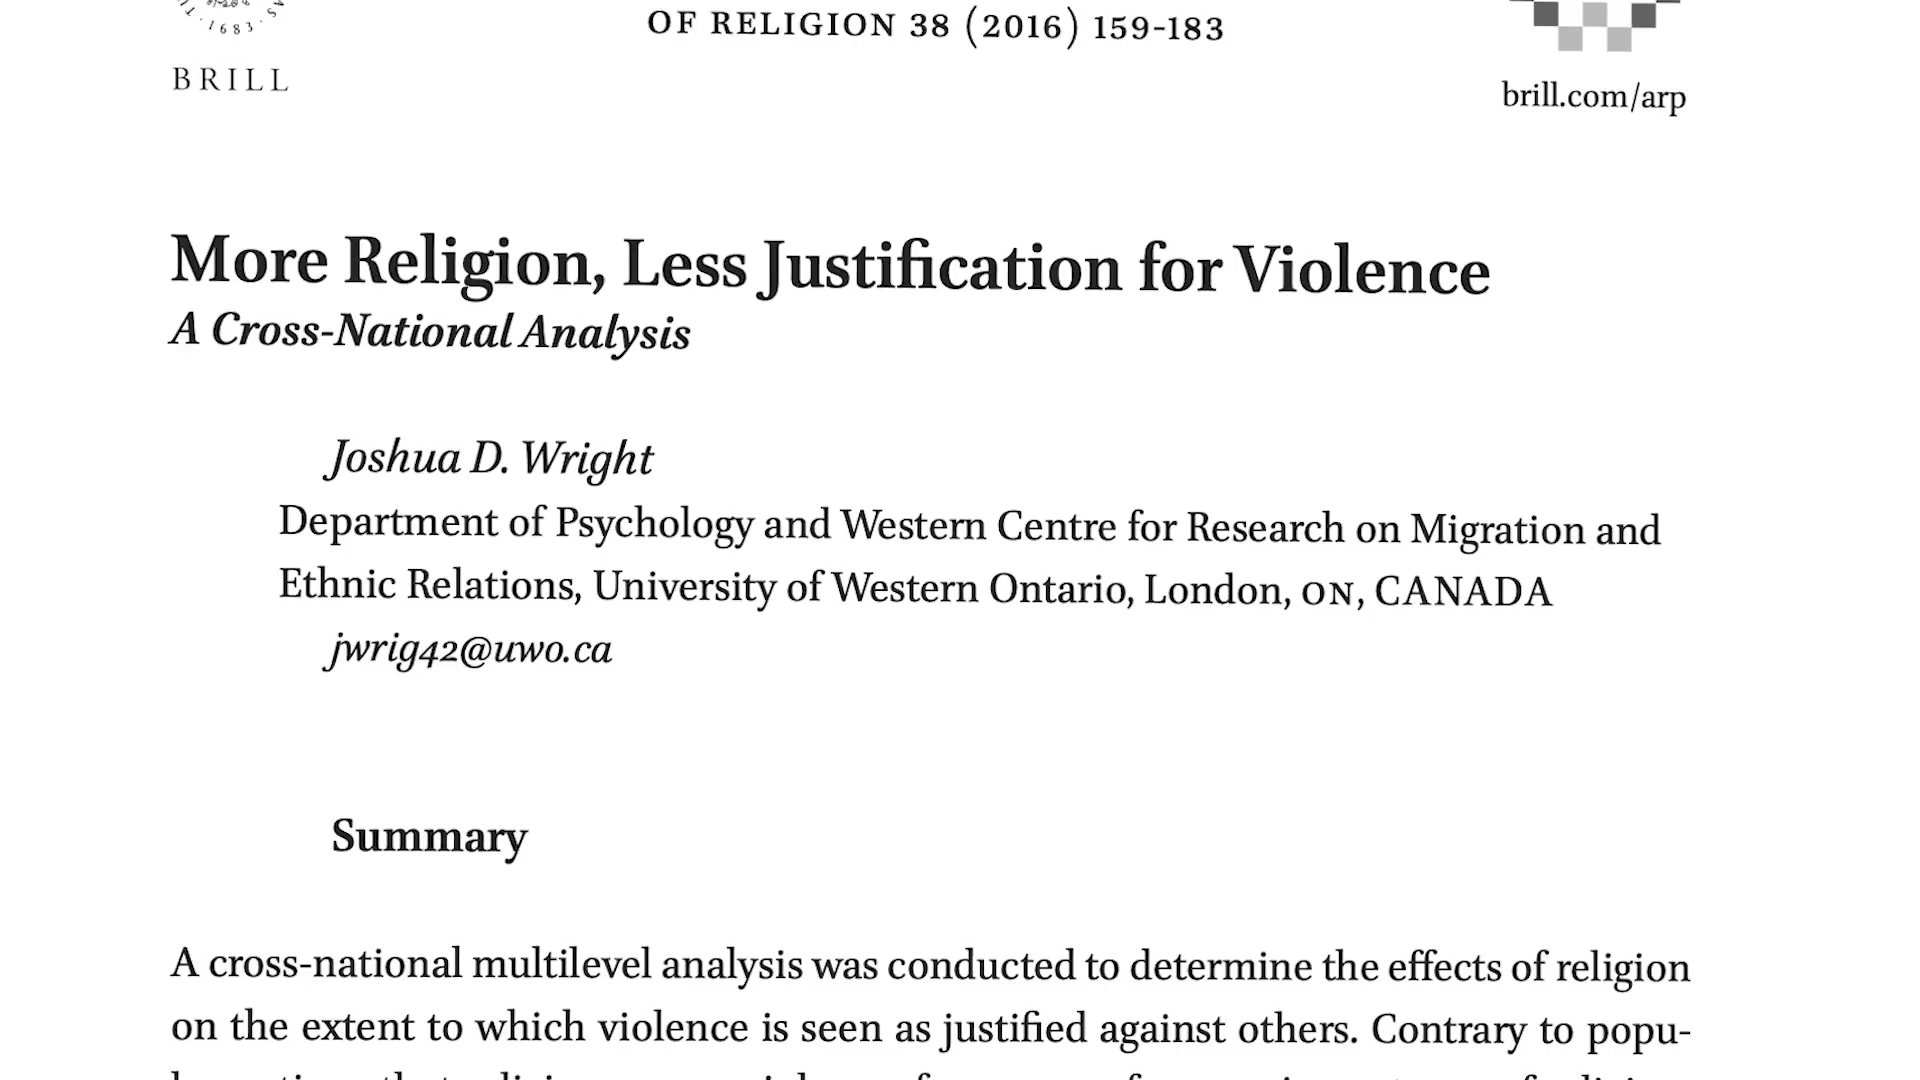 1683
OF RELIGION 38 (2016) 159-183
BRILL
brill.com/arp
More Religion, Less Justification for Violence
A Cross-National Analysis
Joshua D. Wright
Department of Psychology and Western Centre for Research on Migration and
Ethnic Relations, University of Western Ontario, London, ON, CANADA
jwrig42@uwo.ca
Summary
A cross-national multilevel analysis was conducted to determine the effects of religion
on the extent to which violence is seen as justified against others. Contrary to popu-